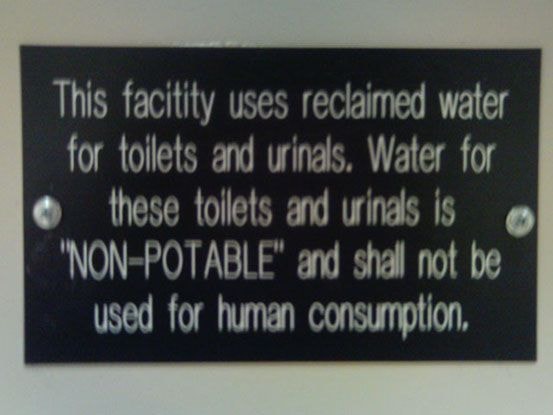 This facitity uses reclaimed water
for toilets and urinals. Water for
these toilets and urinals is
"NON-POTABLE" and shall not be
used for human consumption.